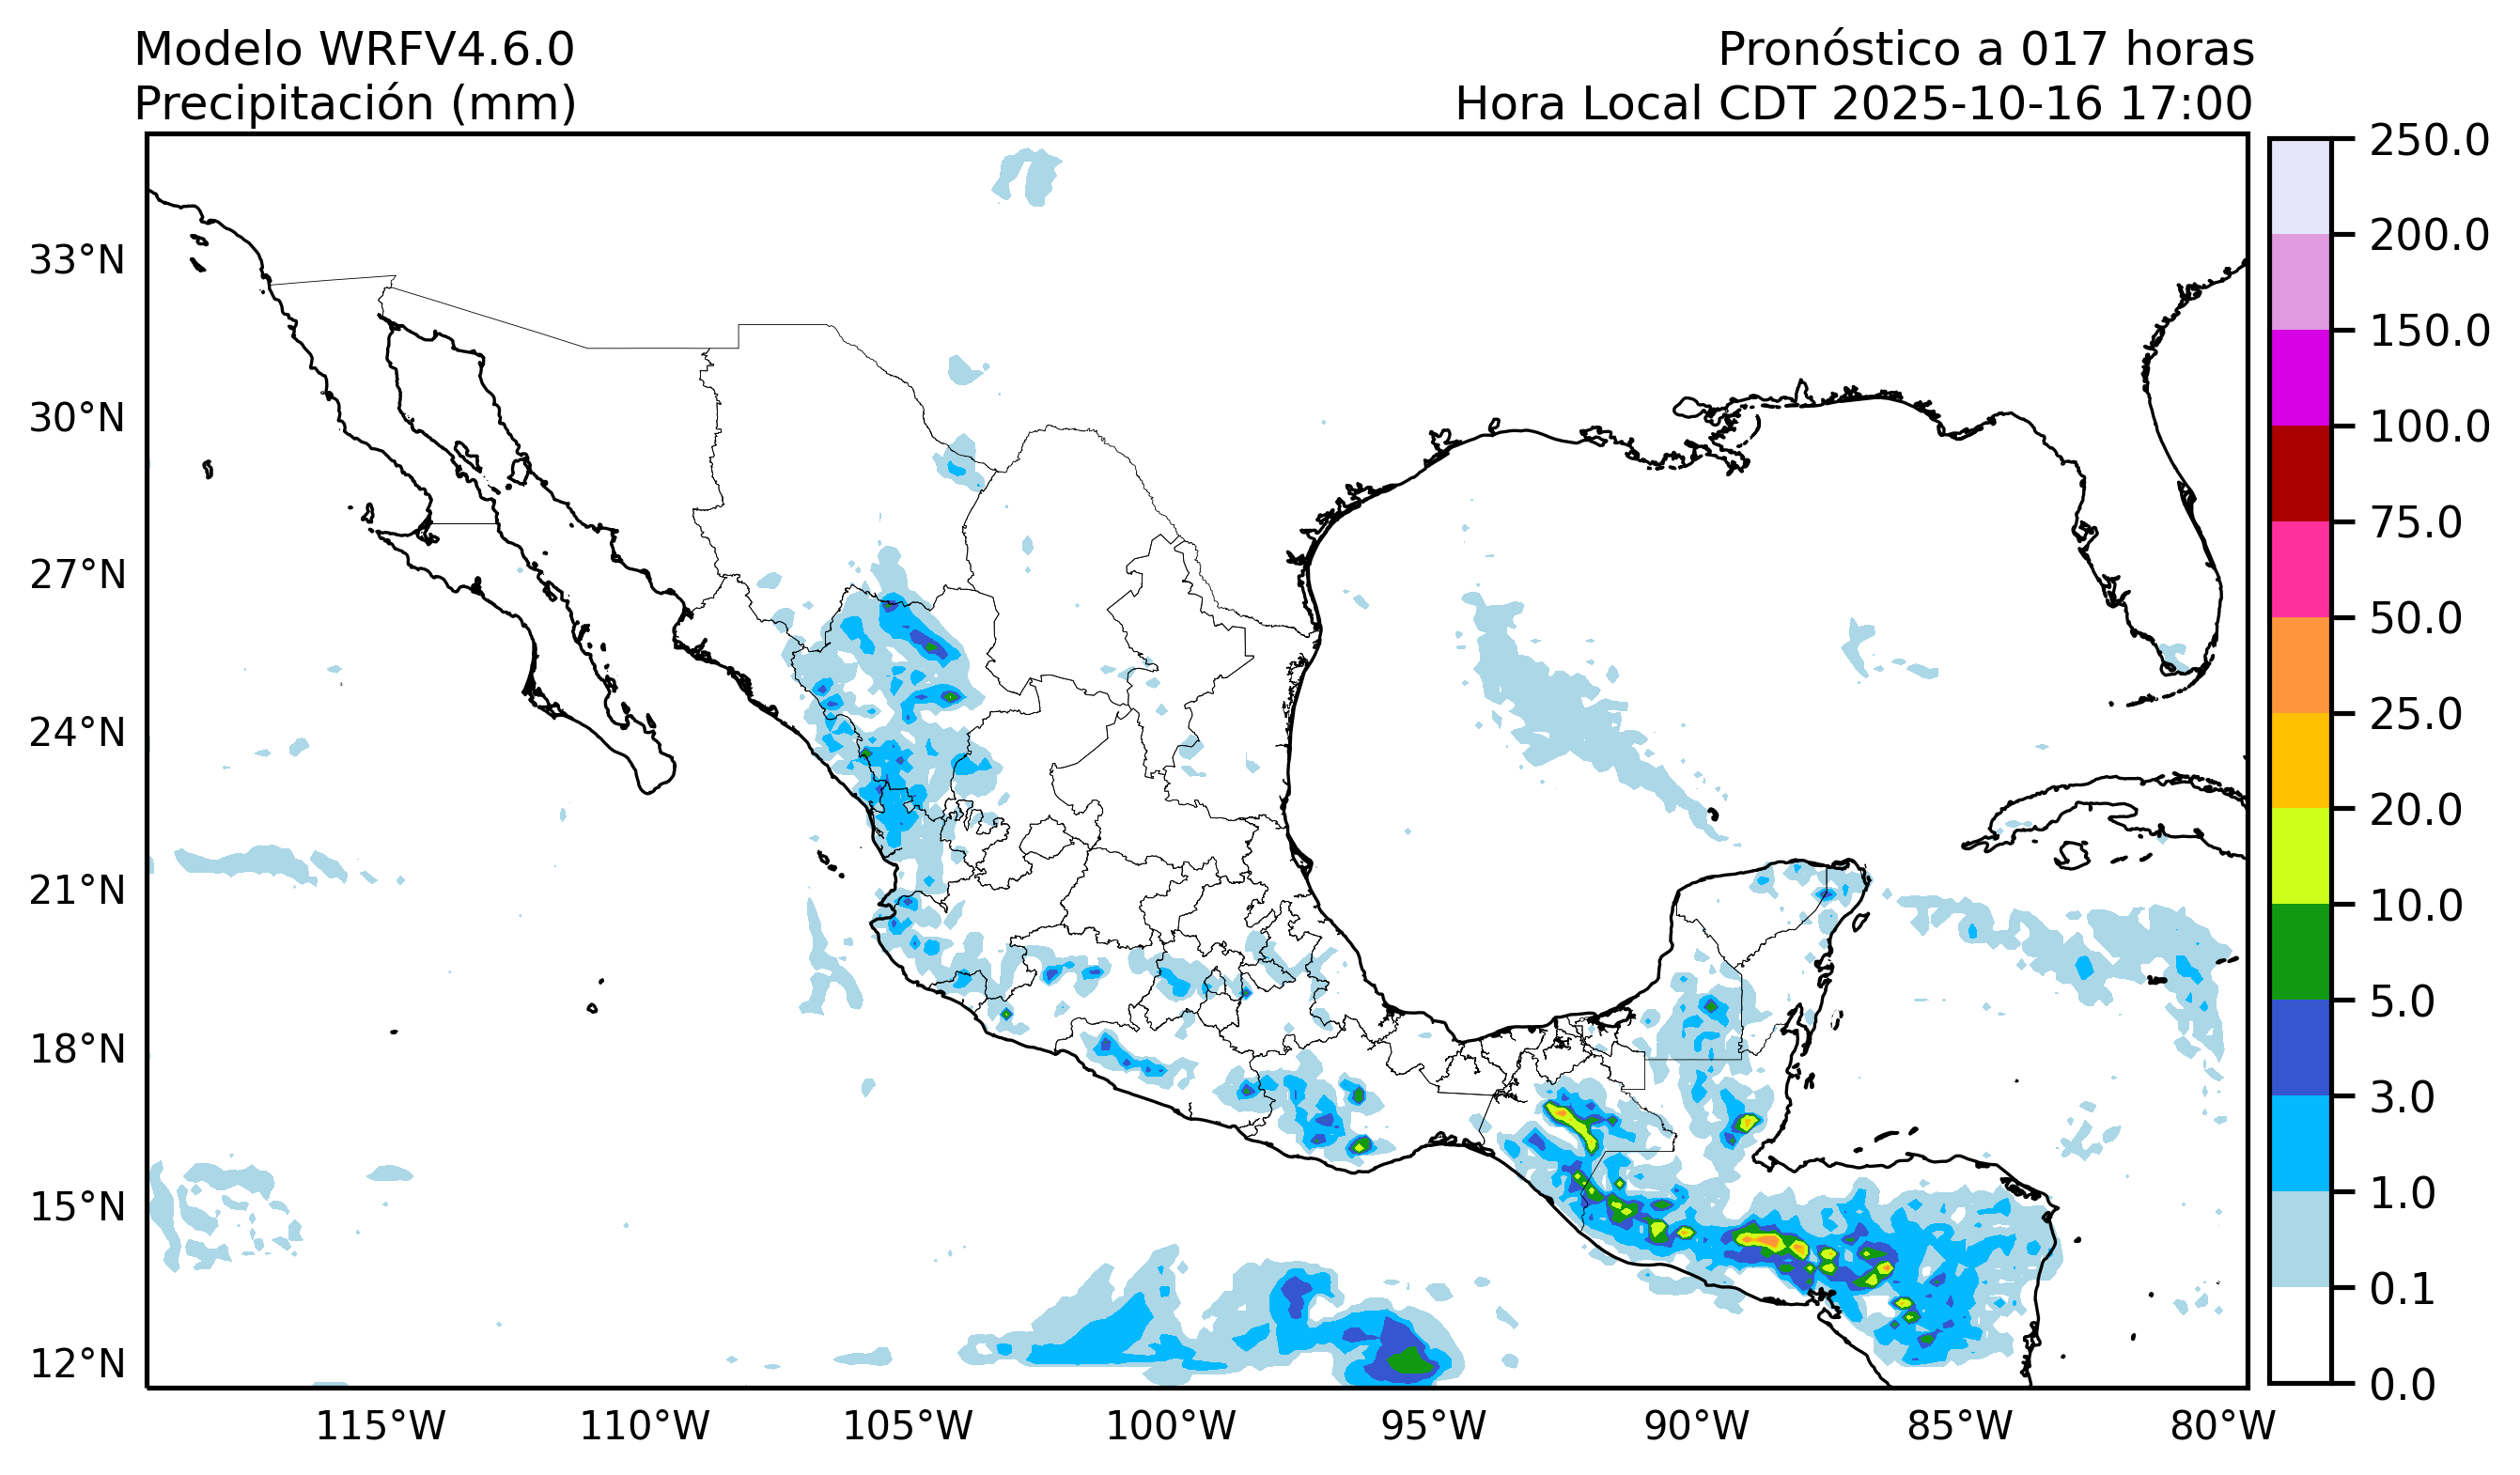 Modelo WRFV4.6.0
Precipitación (mm)
Pronóstico a 017 horas
Hora Local CDT 2025-10-16 17:00
33°N
30°N
27°N
24°N
21°N
18°N
15°N
12°N
115°W
110°W
105°W
100°W
95°W
90°W
85°W
80°W
250.0
200.0
150.0
100.0
75.0
50.0
25.0
20.0
10.0
5.0
3.0
1.0
0.1
0.0